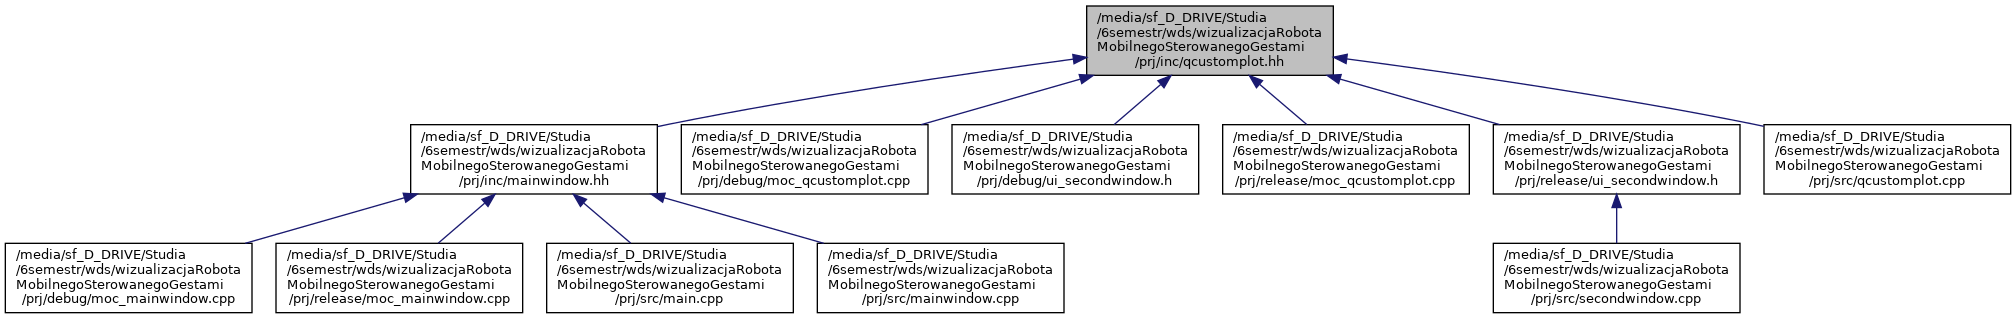 /media/sf_D_DRIVE/Studia
/6semestr/wds/wizualizacjaRobota
MobilnegoSterowanegoGestami
/prj/inc/qcustomplot.hh
/media/sf_D_DRIVE/Studia
/6semestr/wds/wizualizacjaRobota
MobilnegoSterowanegoGestami
/prj/inc/mainwindow.hh
/media/sf_D_DRIVE/Studia
/6semestr/wds/wizualizacjaRobota
MobilnegoSterowanegoGestami
/prj/debug/moc_qcustomplot.cpp
/media/sf_D_DRIVE/Studia
/6semestr/wds/wizualizacjaRobota
MobilnegoSterowanegoGestami
/prj/debug/ui_secondwindow.h
/media/sf_D_DRIVE/Studia
/6semestr/wds/wizualizacjaRobota
MobilnegoSterowanegoGestami
/prj/release/moc_qcustomplot.cpp
/media/sf_D_DRIVE/Studia
/6semestr/wds/wizualizacjaRobota
MobilnegoSterowanegoGestami
/prj/release/ui_secondwindow.h
/media/sf_D_DRIVE/Studia
/6semestr/wds/wizualizacjaRobota
MobilnegoSterowanegoGestami
/prj/src/qcustomplot.cpp
/media/sf_D_DRIVE/Studia
/6semestr/wds/wizualizacjaRobota
MobilnegoSterowanegoGestami
/prj/debug/moc_mainwindow.cpp
/media/sf_D_DRIVE/Studia
/6semestr/wds/wizualizacjaRobota
MobilnegoSterowanegoGestami
/prj/release/moc_mainwindow.cpp
/media/sf_D_DRIVE/Studia
/6semestr/wds/wizualizacjaRobota
MobilnegoSterowanegoGestami
/prj/src/main.cpp
/media/sf_D_DRIVE/Studia
/6semestr/wds/wizualizacjaRobota
MobilnegoSterowanegoGestami
/prj/src/mainwindow.cpp
/media/sf_D_DRIVE/Studia
/6semestr/wds/wizualizacjaRobota
MobilnegoSterowanegoGestami
/prj/src/secondwindow.cpp